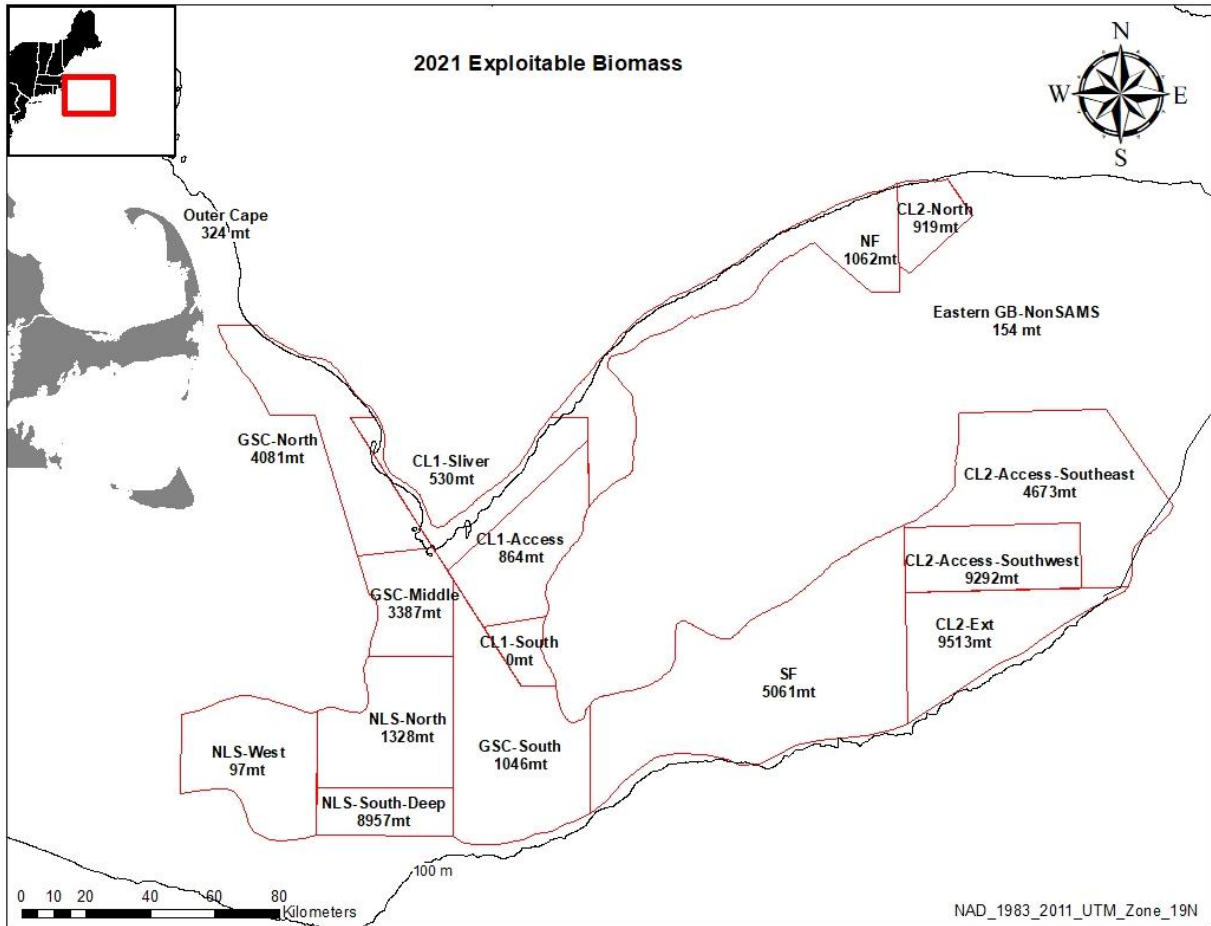 2021 Exploitable Biomass
N
W
E
S
Outer Cape
324 mt
CL2-North
919mt
NF
1062mt
Eastern GB-NonSAMS
154 mt
GSC-North
4081mt
CL1-Sliver
530mt
CL2-Access-Southeast
4673mt
CL1-Access
864mt
CL2-Access-Southwest
9292mt
GSC-Middle
3387mt
CL2-Ext
9513mt
CL1-South
0mt
SF
5061mt
NLS-North
1328mt
GSC-South
1046mt
NLS-West
97mt
NLS-South-Deep
8957mt
100 m
0 10 20 40 60 80
Kilometers
NAD_1983_2011_UTM_Zone_19N